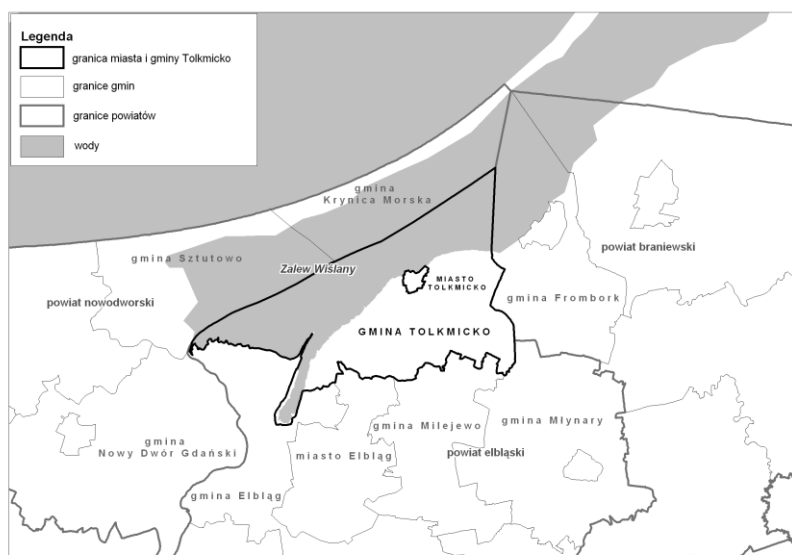 Legenda
granica miasta i gminy Tolkmicko
granice gmin
granice powiatów
wody
gmina
Krynica Morska
gmina Sztutowo
Zalew Wiślany
powiat braniewski
MIASTO
TOLKMICKO
powiat nowodworski
gmina Frombork
GMINA TOLKMICKO
gmina Milejewo
gmina Młynary
gmina
Nowy Dwór Gdański
miasto Elbląg
powiat elbląski
gmina Elbląg